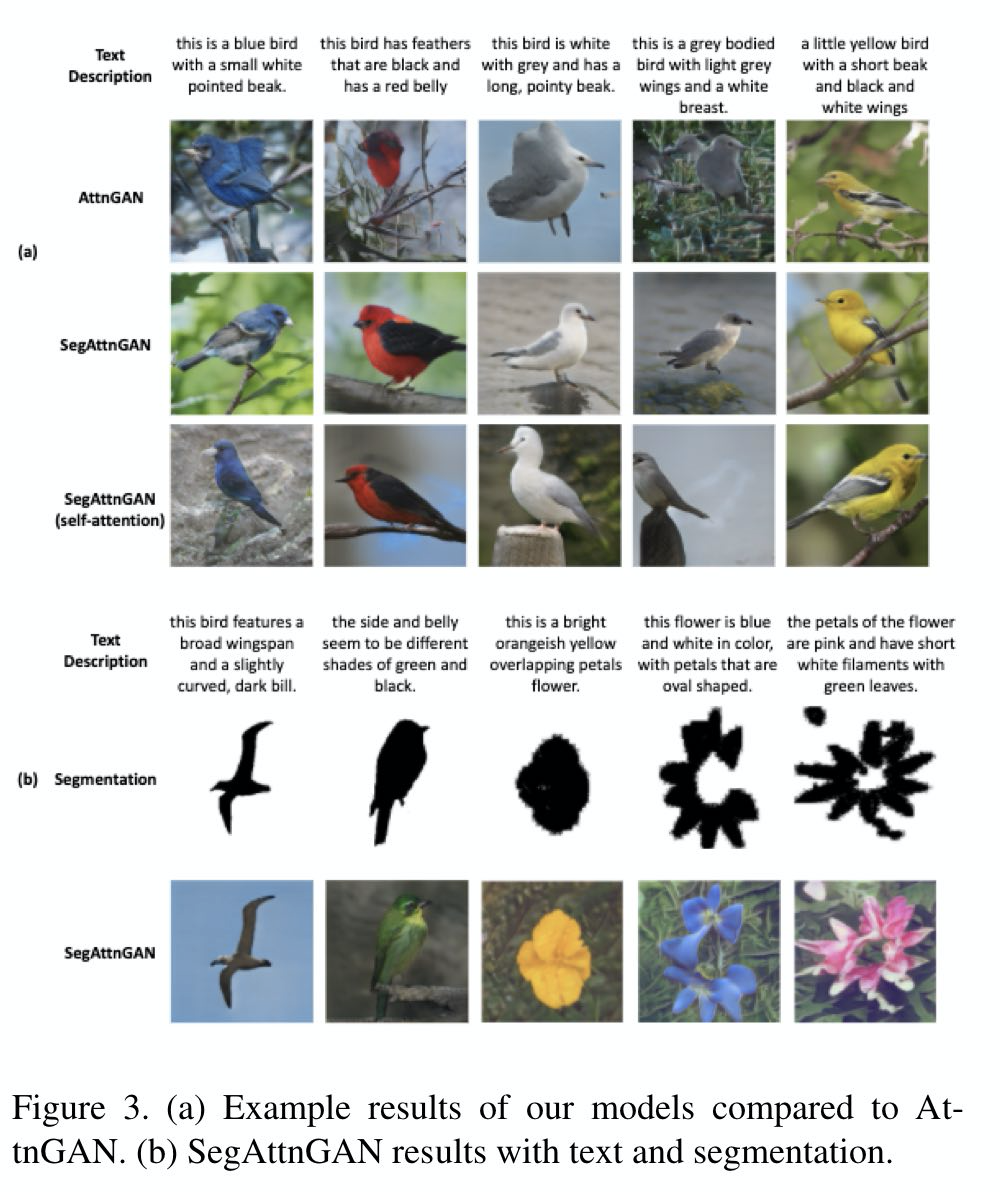 Text
Description
this is a blue bird
with a small white
pointed beak.
this bird has feathers
that are black and
has a red belly
this bird is white
with grey and has a
long, pointy beak.
this is a grey bodied
bird with light grey
wings and a white
breast.
a little yellow bird
with a short beak
and black and
white wings
AttnGAN
(a)
SegAttnGAN
SegAttnGAN
(self-attention)
Text
Description
this bird features a
broad wingspan
and a slightly
curved, dark bill.
the side and belly
seem to be different
shades of green and
black.
this is a bright
orangeish yellow
overlapping petals
flower.
this flower is blue
and white in color,
with petals that are
oval shaped.
the petals of the flower
are pink and have short
white filaments with
green leaves.
(b) Segmentation
SegAttnGAN
Figure 3. (a) Example results of our models compared to At-
tnGAN. (b) SegAttnGAN results with text and segmentation.